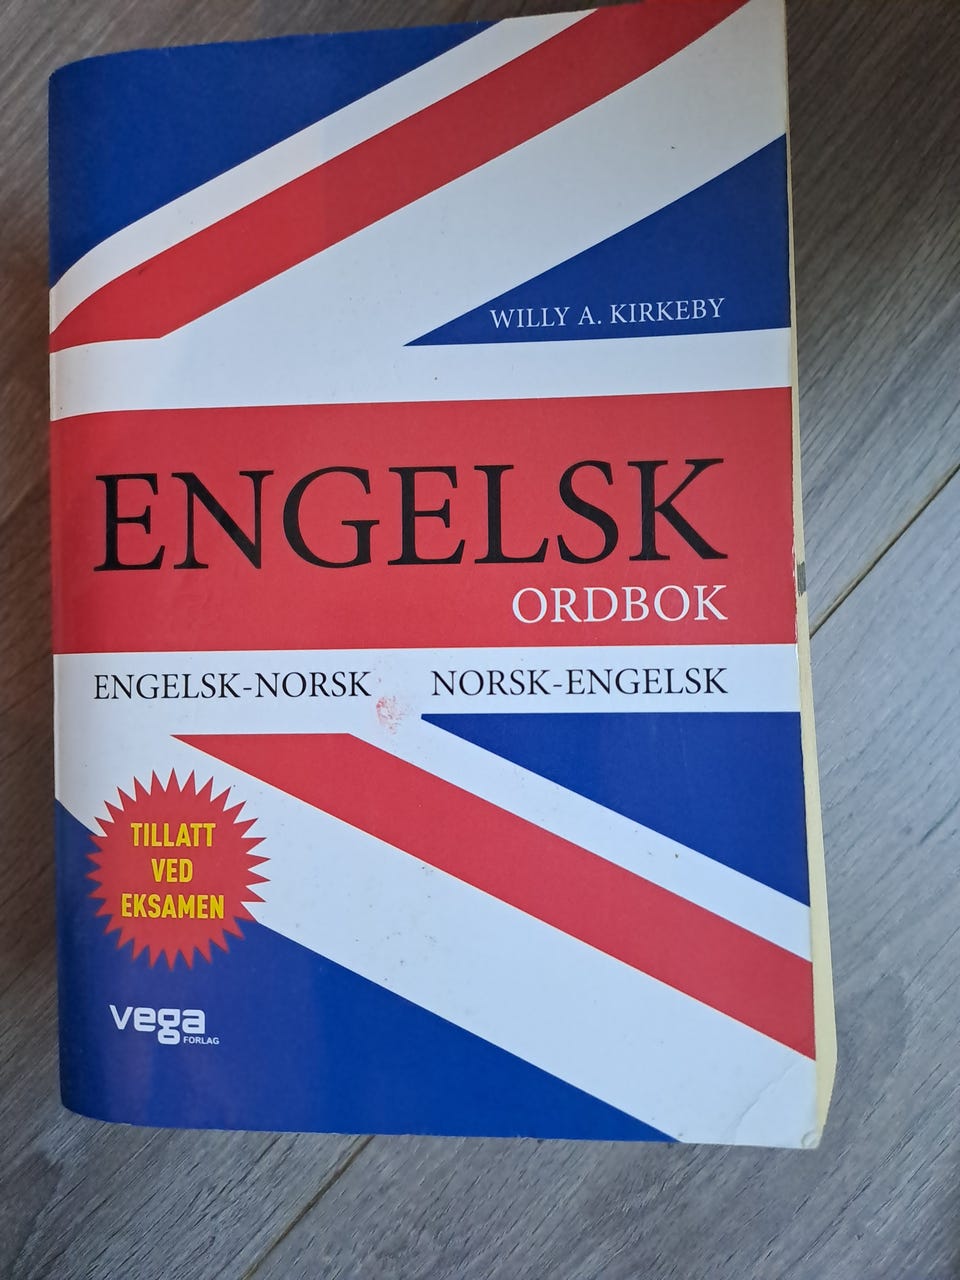 WILLY A. KIRKEBY
ENGELSK
ORDBOK
ENGELSK-NORSK NORSK-ENGELSK
TILLATT
VED
EKSAMEN
vega
FORLAG